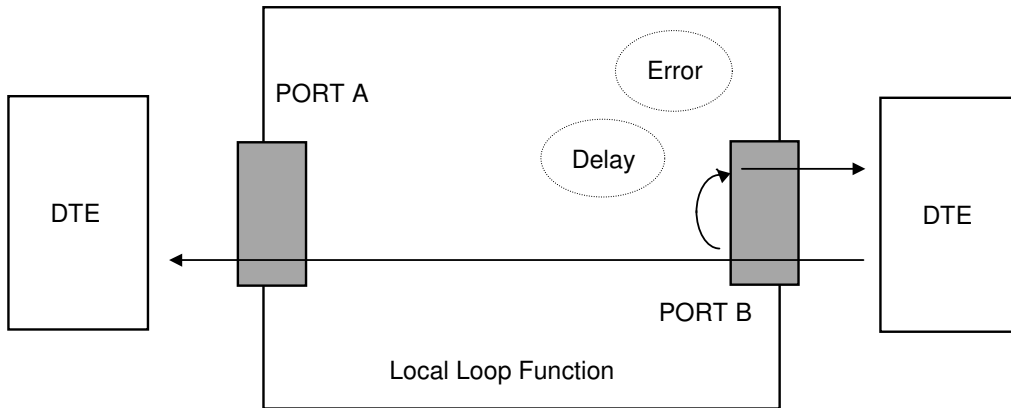 Error
PORT A
Delay
DTE
DTE
PORT B
Local Loop Function